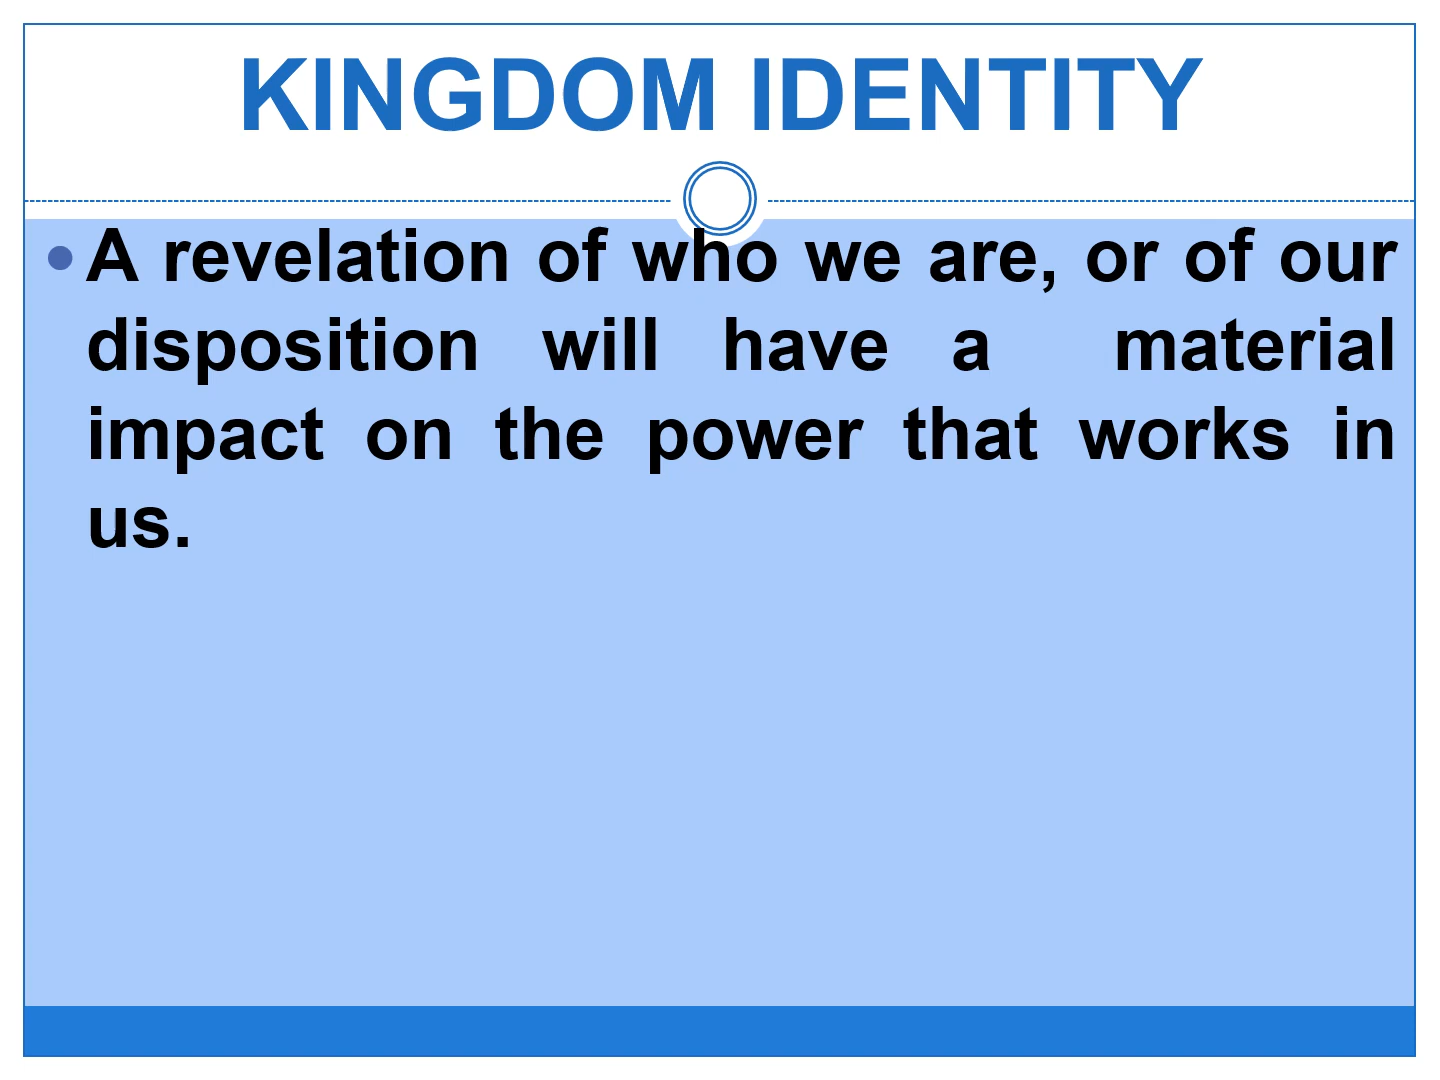 KINGDOM IDENTITY
• A revelation of who we are, or of our
disposition will have a material
impact on the power that works in
us.